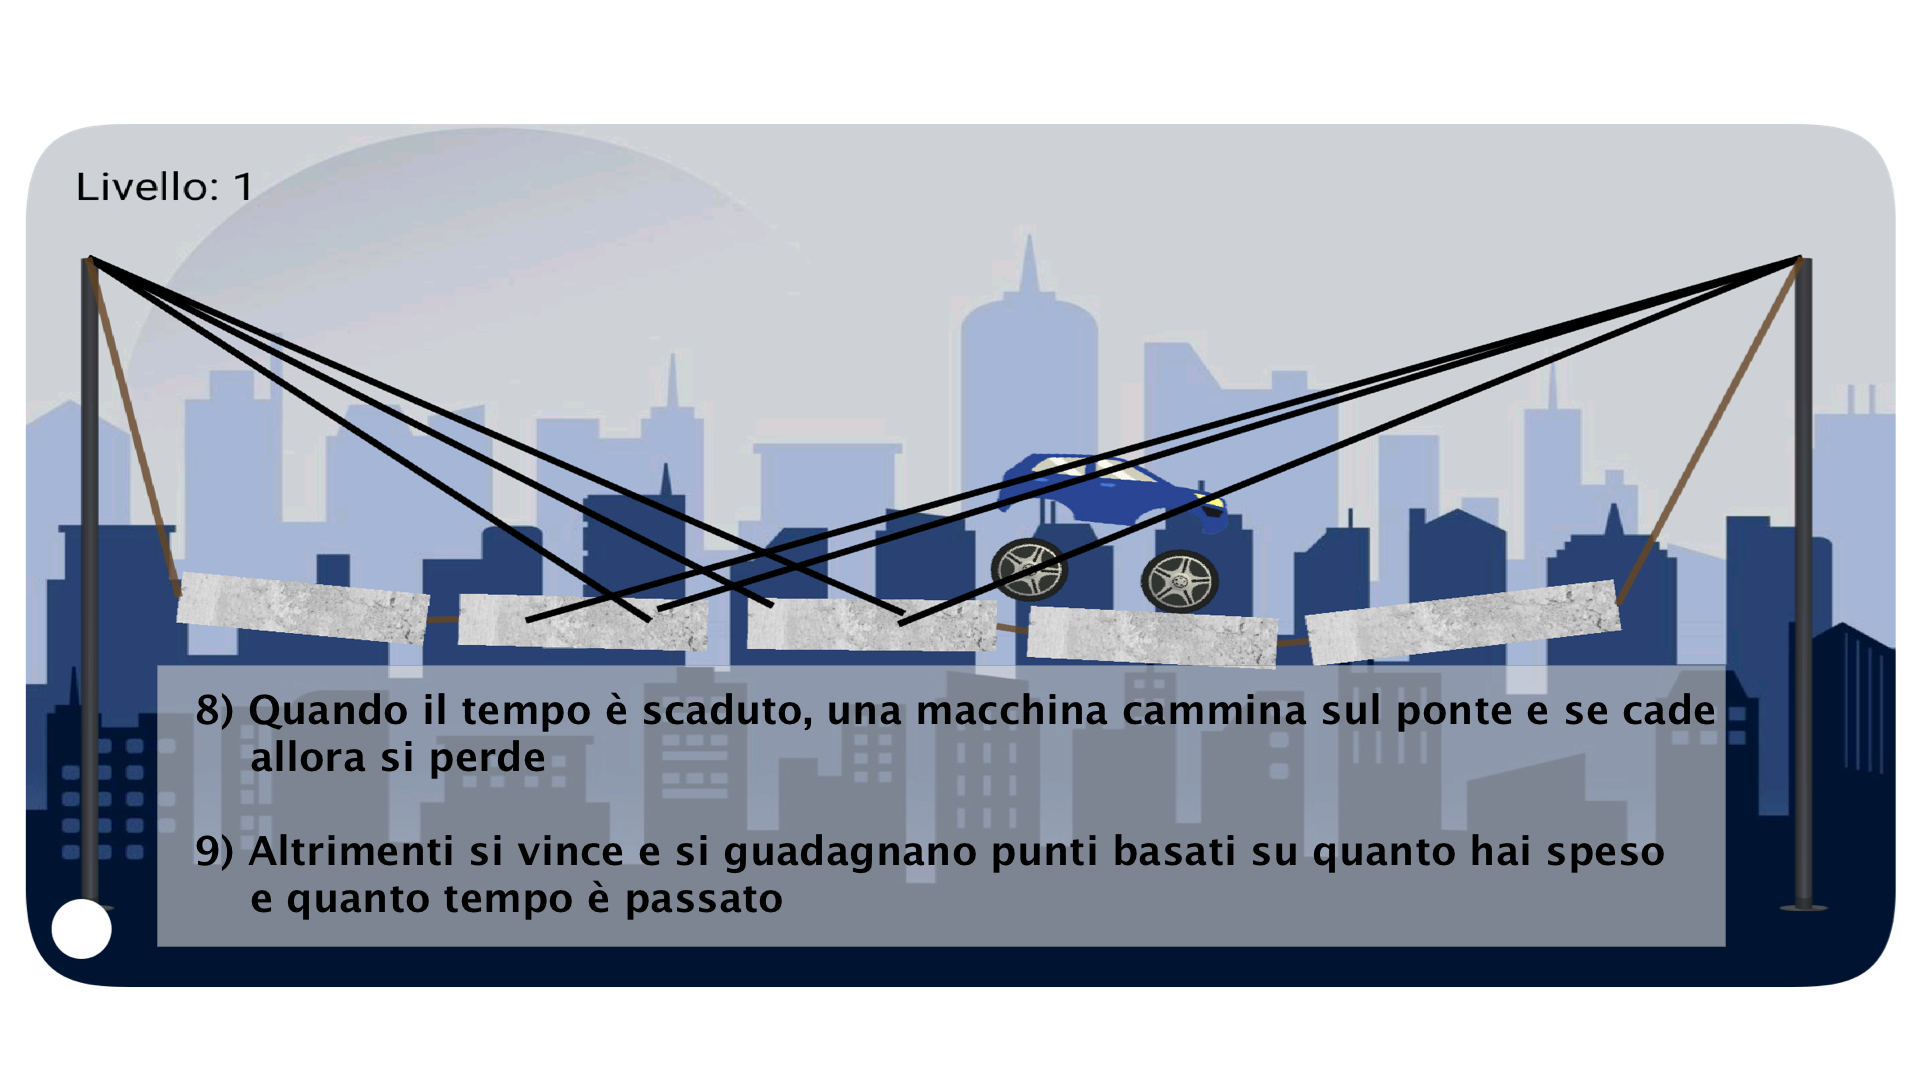 Livello: 1
8) Quando il tempo è scaduto, una macchina cammina sul ponte e se cade
allora si perde
9) Altrimenti si vince e si guadagnano punti basati su quanto hai speso
e quanto tempo è passato